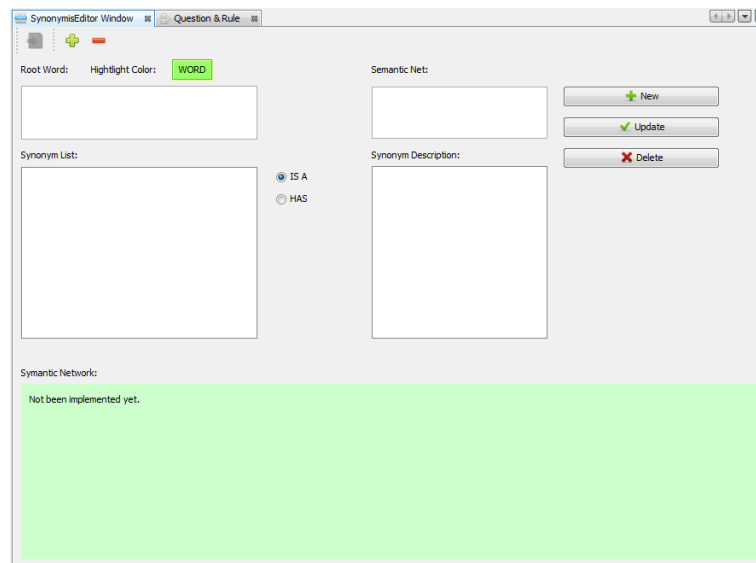 SynonymisEditor Window
Question & Rule
Root Word: Hightlight Color: WORD
Semantic Net:
New
Update
Synonym List:
Synonym Description:
Delete
IS A
HAS
Symantic Network:
Not been implemented yet.